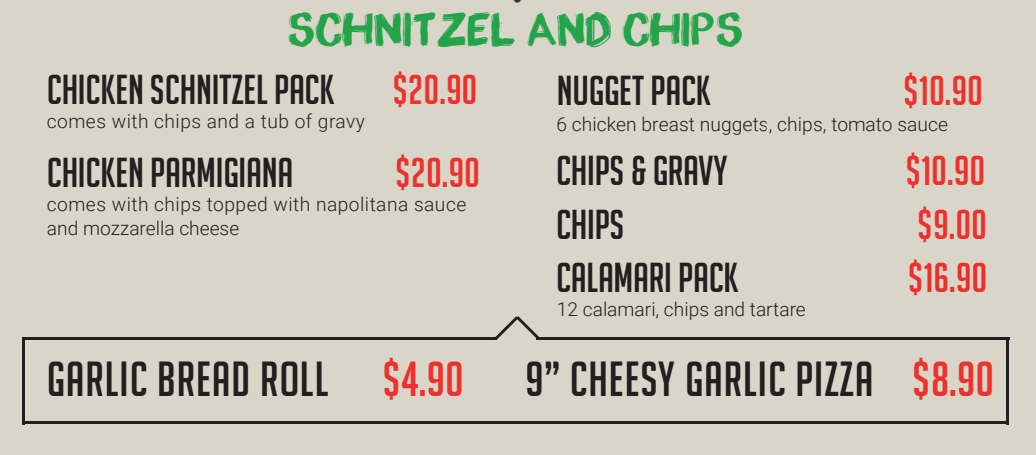 SCHNITZEL AND CHIPS
CHICKEN SCHNITZEL PACK $20.90
comes with chips and a tub of gravy
CHICKEN PARMIGIANA $20.90
comes with chips topped with napolitana sauce
and mozzarella cheese
NUGGET PACK $10.90
6 chicken breast nuggets, chips, tomato sauce
CHIPS & GRAVY $10.90
CHIPS $9.00
CALAMARI PACK $16.90
12 calamari, chips and tartare
GARLIC BREAD ROLL $4.90
9” CHEESY GARLIC PIZZA $8.90